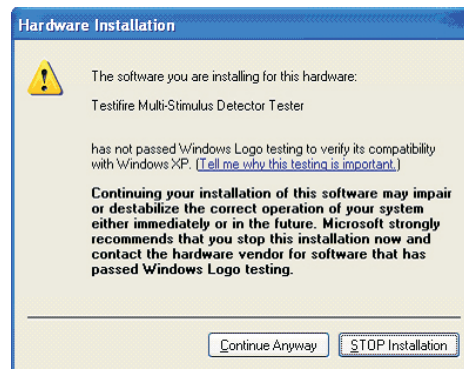 Hardware Installation
The software you are installing for this hardware:
Testifire Multi-Stimulus Detector Tester
has not passed Windows Logo testing to verify its compatibility
with Windows XP. (Tell me why this testing is important.)
Continuing your installation of this software may impair
or destabilize the correct operation of your system
either immediately or in the future. Microsoft strongly
recommends that you stop this installation now and
contact the hardware vendor for software that has
passed Windows Logo testing.
Continue Anyway STOP Installation